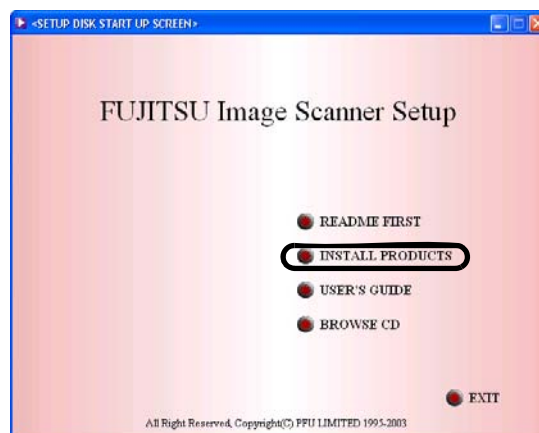 <SETUP DISK START UP SCREEN>
FUJITSU Image Scanner Setup
README FIRST
INSTALL PRODUCTS
USER'S GUIDE
BROWSE CD
EXIT
All Right Reserved, Copyright(C) PFU LIMITED 1995-2003